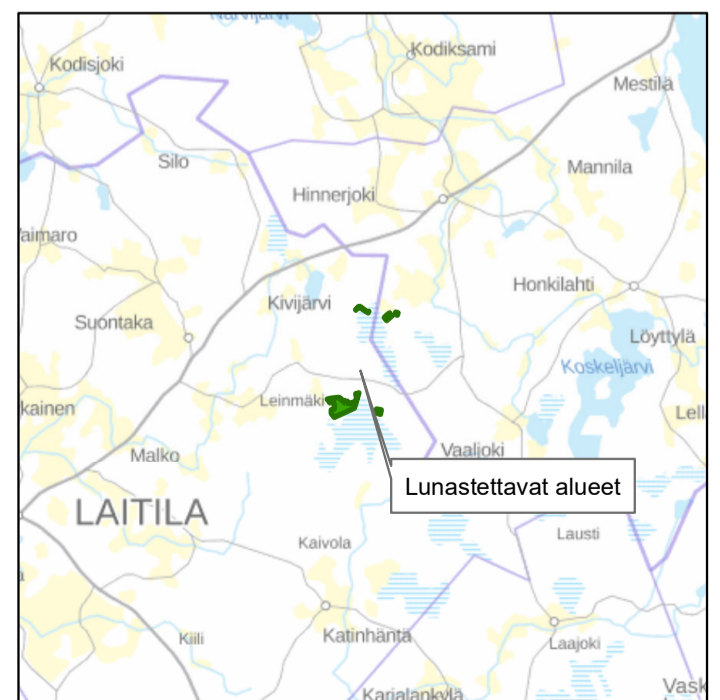 Kodiksami
Kodisjoki
Mestilä
Silo
Mannila
Hinnerjoki
Honkilahti
Kivijärvi
Suontaka
Löyttylä
Koskeljärvi
Leinmäki
kainen
Lell
Malko
Vaaljoki
Lunastettavat alueet
LAITILA
Kaivola
Lausti
Kiili
Katinhäntä
Laajoki
Vask
Karjalankylä
aimaro